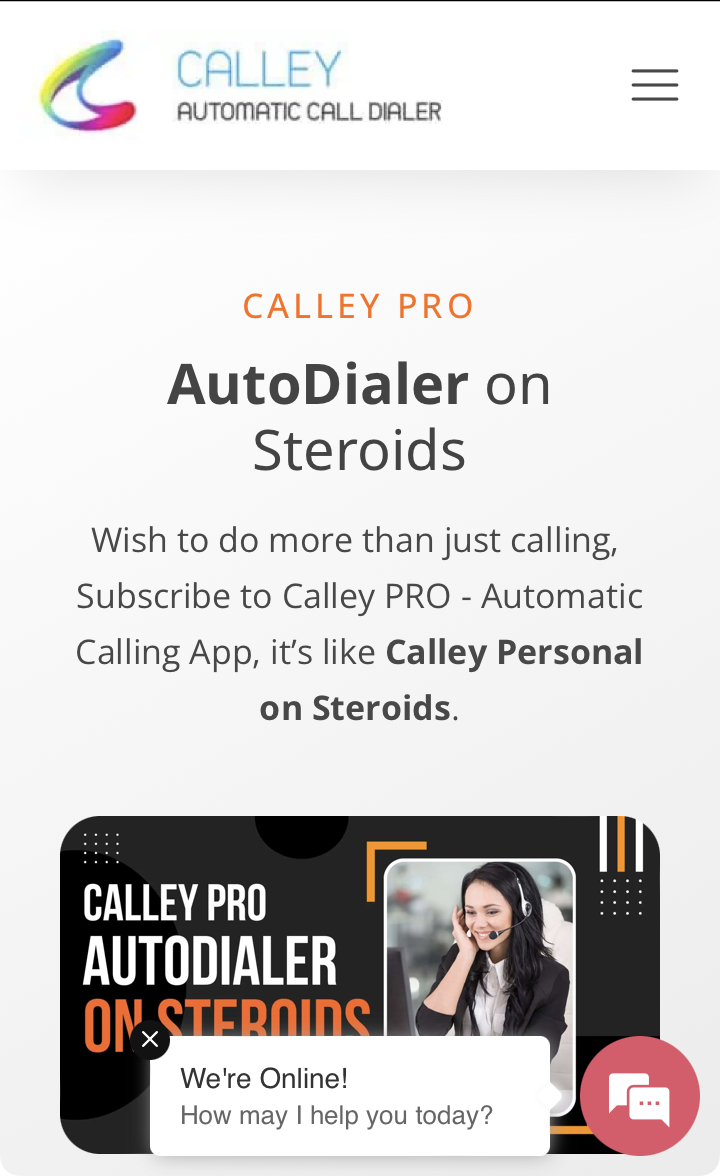 CALLEY
AUTOMATIC CALL DIALER
CALLEY PRO
AutoDialer on
Steroids
Wish to do more than just calling,
Subscribe to Calley PRO - Automatic
Calling App, it’s like Calley Personal
on Steroids.
CALLEY PRO
AUTODIALER
ON STEROIDS
We're Online!
How may I help you today?